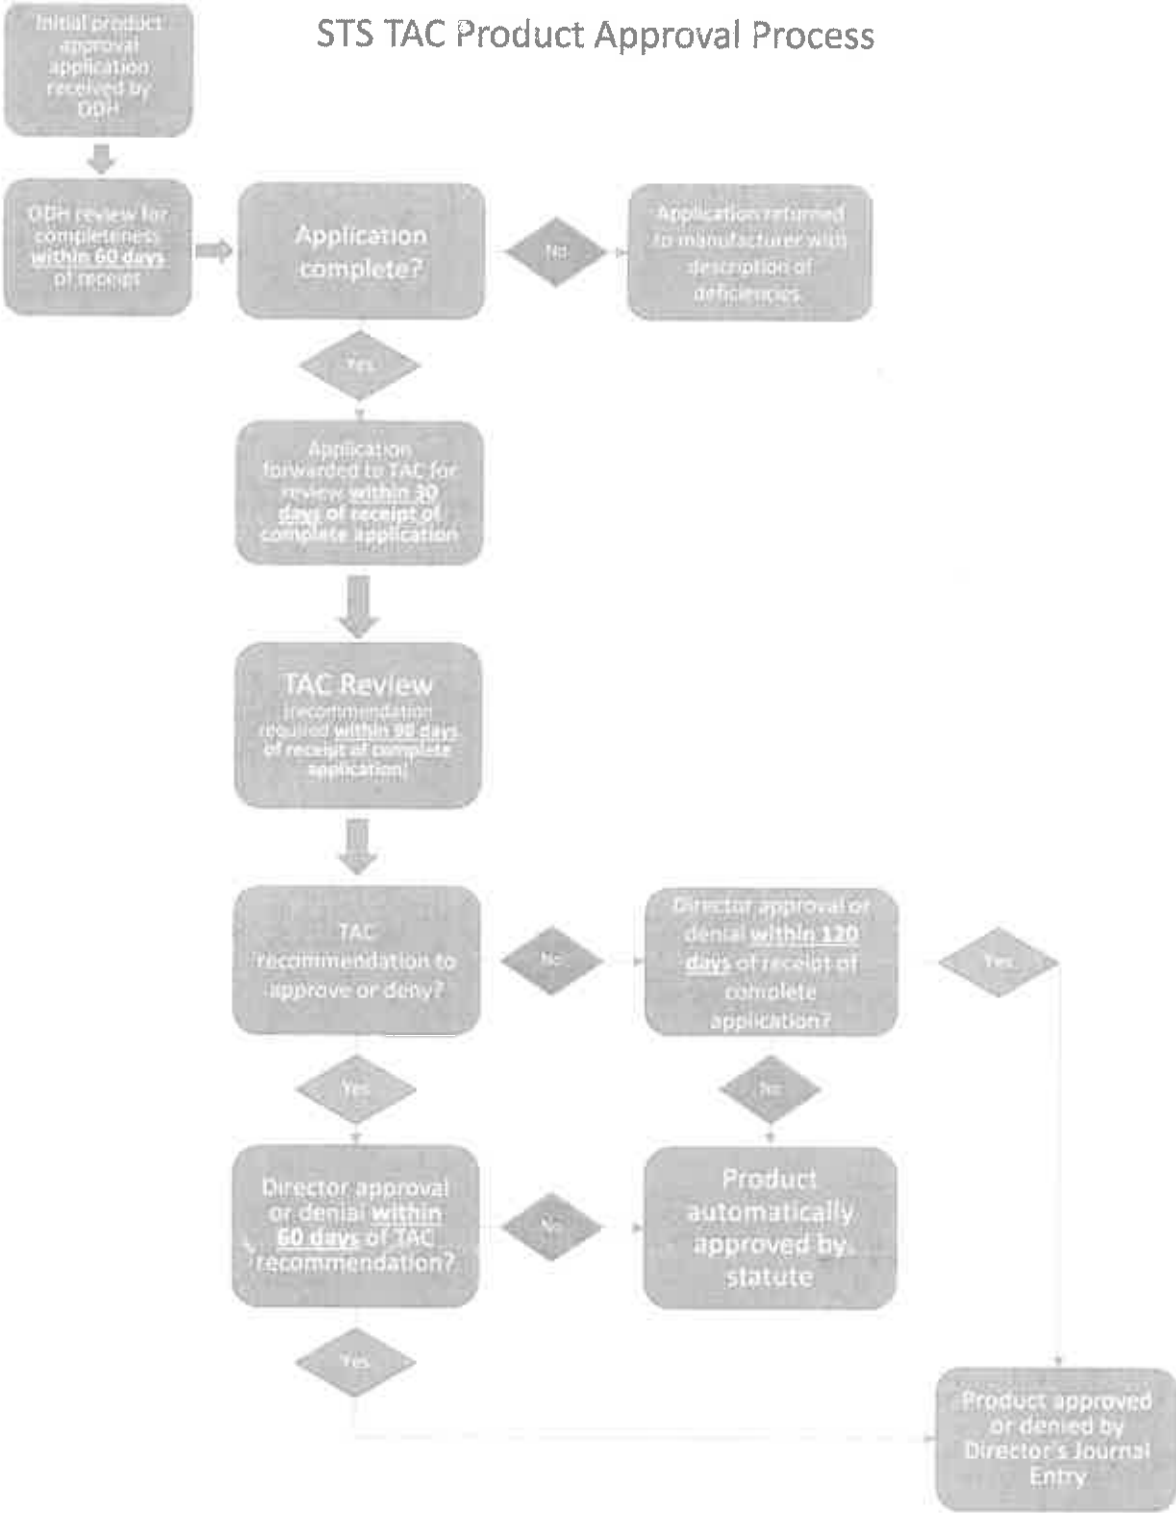 STS TAC Product Approval Process
Initial product
approval
application
received by
ODH
ODH review for
completeness
within 60 days
of receipt
Application
complete?
No
Application returned
to manufacturer with
description of
deficiencies
Yes
Application
forwarded to TAC for
review within 30
days of receipt of
complete application
TAC Review
(recommendation
required within 90 days
of receipt of complete
application)
TAC
recommendation to
approve or deny?
No
Director approval or
denial within 120
days of receipt of
complete
application?
Yes
Yes
No
Director approval
or denial within
60 days of TAC
recommendation?
No
Product
automatically
approved by
statute
Yes
Product approved
or denied by
Director's Journal
Entry